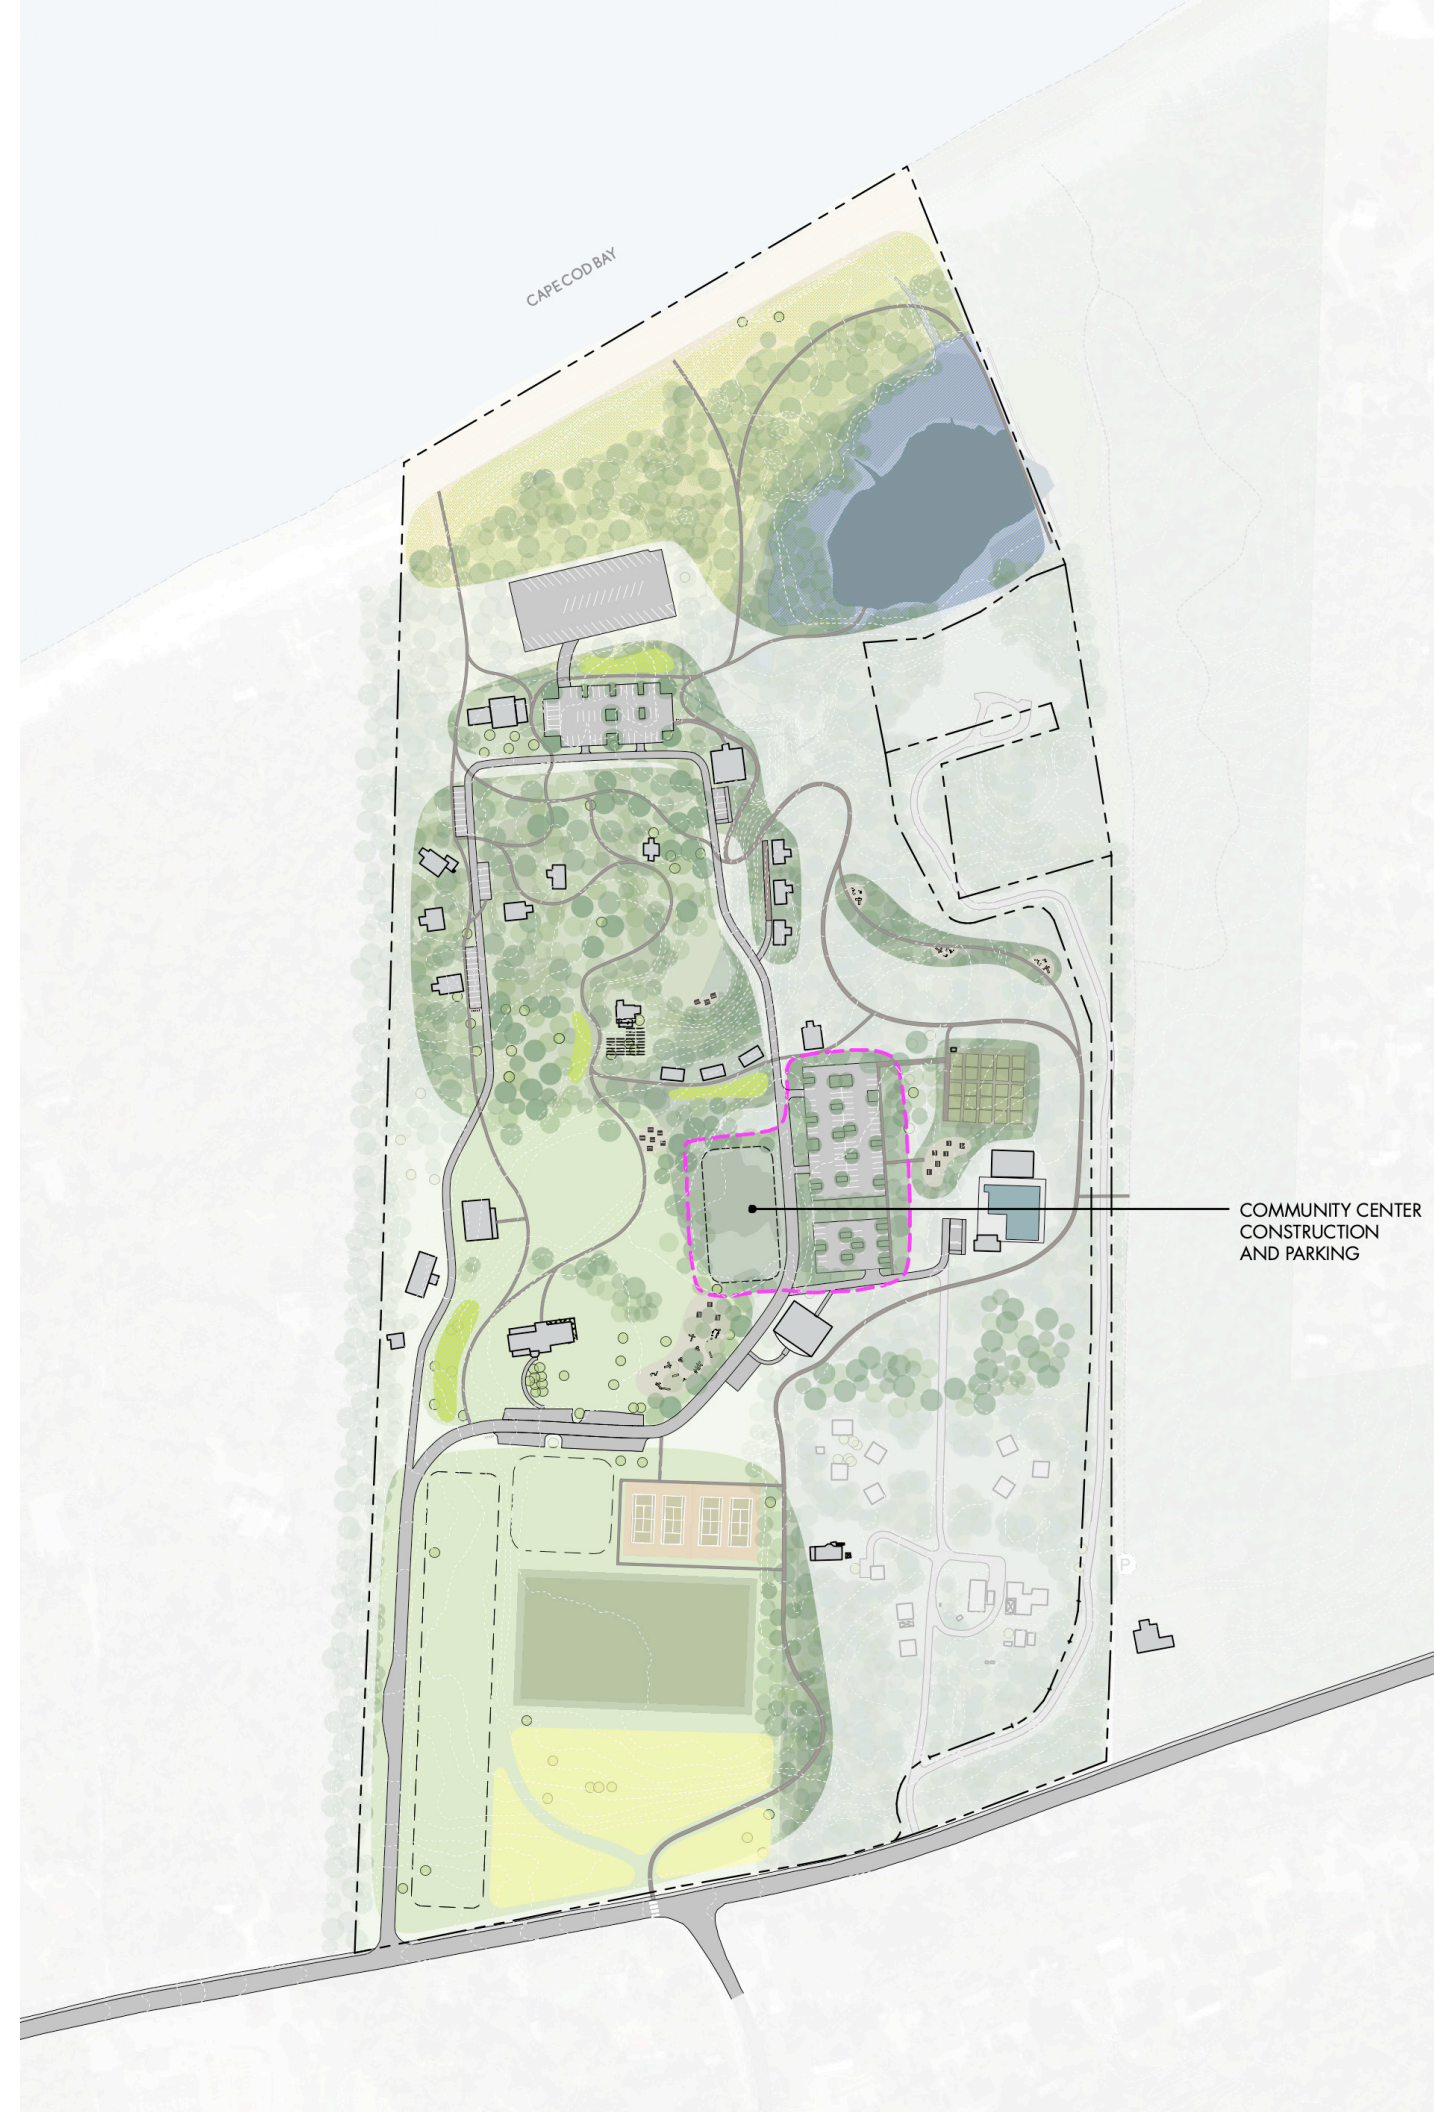 CAPE COD BAY
COMMUNITY CENTER
CONSTRUCTION
AND PARKING
P